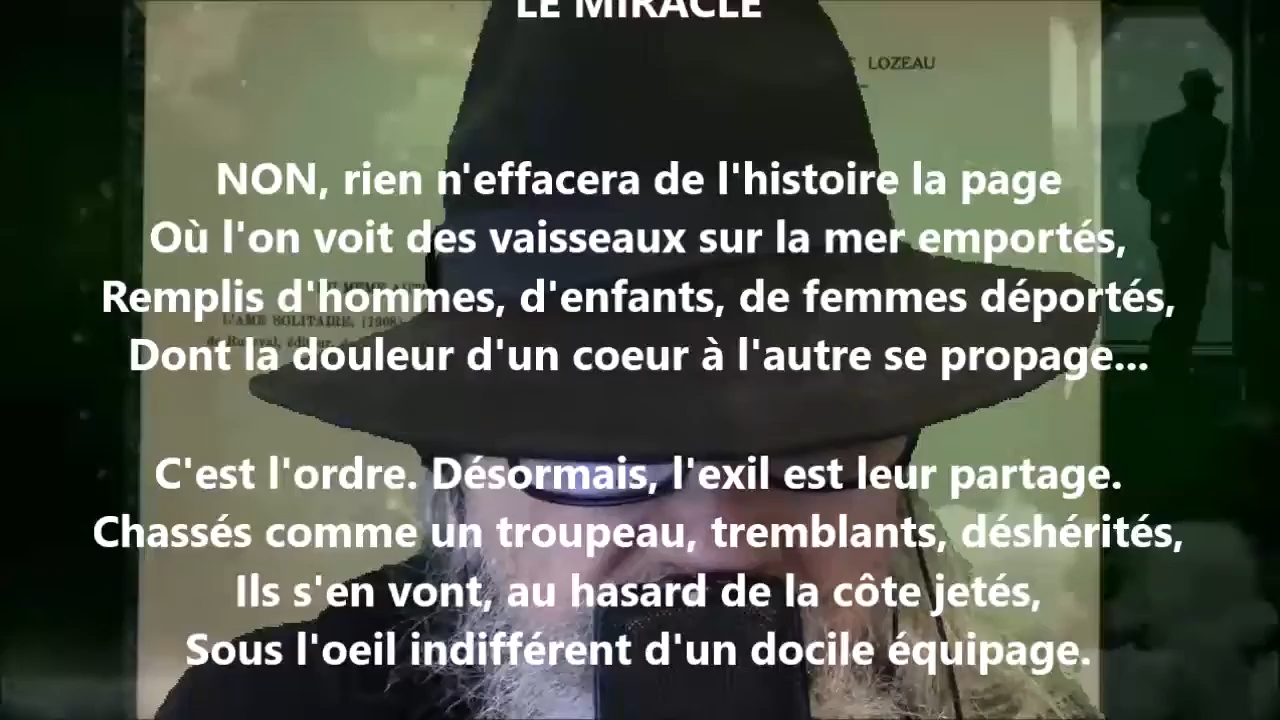 LE MIRACLE
LOZEAU
NON, rien n'effacera de l'histoire la page
Où l'on voit des vaisseaux sur la mer emportés,
Remplis d'hommes, d'enfants, de femmes déportés,
L'AME SOLITAIRE, (1908)
Dont la douleur d'un coeur à l'autre se propage...
C'est l'ordre. Désormais, l'exil est leur partage.
Chassés comme un troupeau, tremblants, déshérités,
Ils s'en vont, au hasard de la côte jetés,
Sous l'oeil indifférent d'un docile équipage.